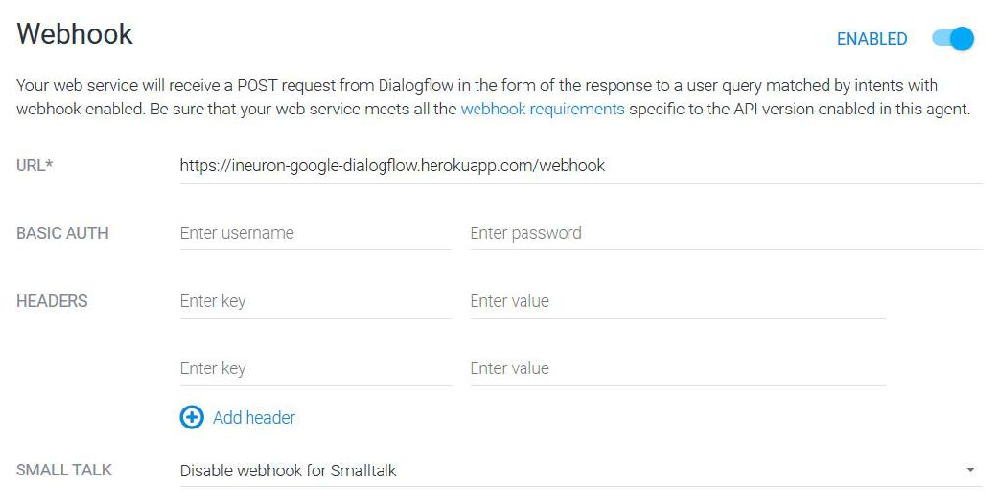 Webhook
ENABLED
Your web service will receive a POST request from Dialogflow in the form of the response to a user query matched by intents with
webhook enabled. Be sure that your web service meets all the webhook requirements specific to the API version enabled in this agent.
URL* https://ineuron-google-dialogflow.herokuapp.com/webhook
BASIC AUTH Enter username Enter password
HEADERS Enter key Enter value
Enter key Enter value
Add header
SMALL TALK Disable webhook for Smalltalk